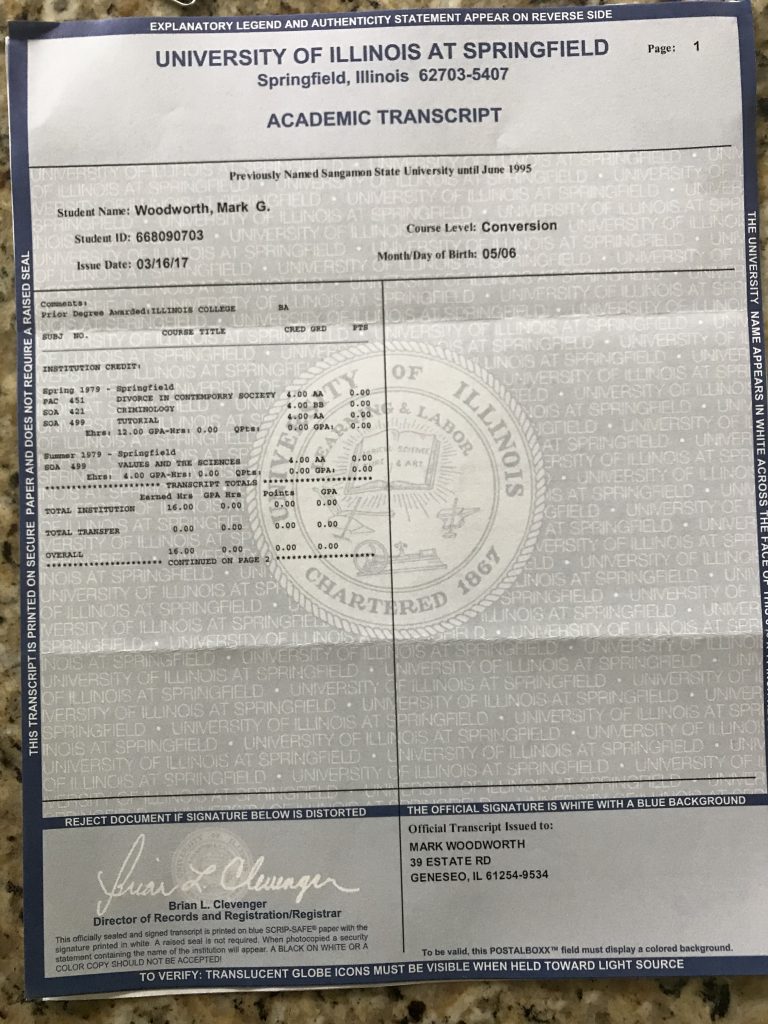 EXPLANATORY LEGEND AND AUTHENTICITY STATEMENT APPEAR ON REVERSE SIDE
UNIVERSITY OF ILLINOIS AT SPRINGFIELD
Page: 1
Springfield, Illinois 62703-5407
ACADEMIC TRANSCRIPT
Previously Named Sangamon State University until June 1995
Student Name: Woodworth, Mark G.
Student ID: 668090703
Course Level: Conversion
Issue Date: 03/16/17
Month/Day of Birth: 05/06
Comments:
Prior Degree Awarded:ILLINOIS COLLEGE BA
SUBJ NO. COURSE TITLE CRED GRD PTS
INSTITUTION CREDIT:
Spring 1979 - Springfield
PAC 451 DIVORCE IN CONTEMPORRY SOCIETY 4.00 AA 0.00
SOA 421 CRIMINOLOGY 4.00 BB 0.00
SOA 499 TUTORIAL 4.00 AA 0.00
Ehrs: 12.00 GPA-Hrs: 0.00 QPts: 0.00 GPA: 0.00
Summer 1979 - Springfield
SOA 499 VALUES AND THE SCIENCES 4.00 AA 0.00
Ehrs: 4.00 GPA-Hrs: 0.00 QPts: 0.00 GPA: 0.00
********************* TRANSCRIPT TOTALS *********************
Earned Hrs GPA Hrs Points GPA
TOTAL INSTITUTION 16.00 0.00 0.00 0.00
TOTAL TRANSFER 0.00 0.00 0.00 0.00
OVERALL 16.00 0.00 0.00 0.00
********************* CONTINUED ON PAGE 2 *******************
UNIVERSITY OF ILLINOIS
LEARNING & LABOR
CHARTERED 1867
THIS TRANSCRIPT IS PRINTED ON SECURE PAPER AND DOES NOT REQUIRE A RAISED SEAL
THE UNIVERSITY NAME APPEARS IN WHITE ACROSS THE FACE OF THIS
REJECT DOCUMENT IF SIGNATURE BELOW IS DISTORTED
THE OFFICIAL SIGNATURE IS WHITE WITH A BLUE BACKGROUND
Brian L. Clevenger
Brian L. Clevenger
Director of Records and Registration/Registrar
This officially sealed and signed transcript is printed on blue SCRIP-SAFE® paper with the
signature printed in white. A raised seal is not required. When photocopied a security
statement containing the name of the institution will appear. A BLACK ON WHITE OR A
COLOR COPY SHOULD NOT BE ACCEPTED!
Official Transcript Issued to:
MARK WOODWORTH
39 ESTATE RD
GENESEO, IL 61254-9534
To be valid, this POSTALBOXX™ field must display a colored background.
TO VERIFY: TRANSLUCENT GLOBE ICONS MUST BE VISIBLE WHEN HELD TOWARD LIGHT SOURCE